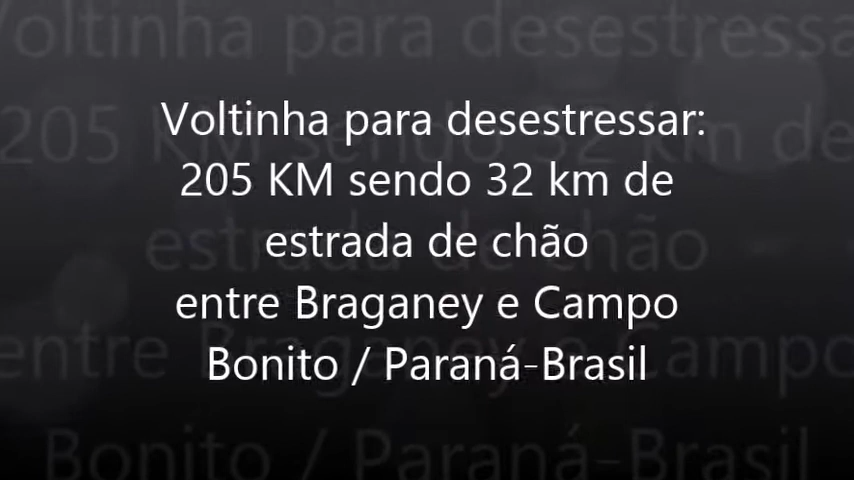 Voltinha para desestressar:
205 KM sendo 32 km de
estrada de chão
entre Braganey e Campo
Bonito / Paraná-Brasil